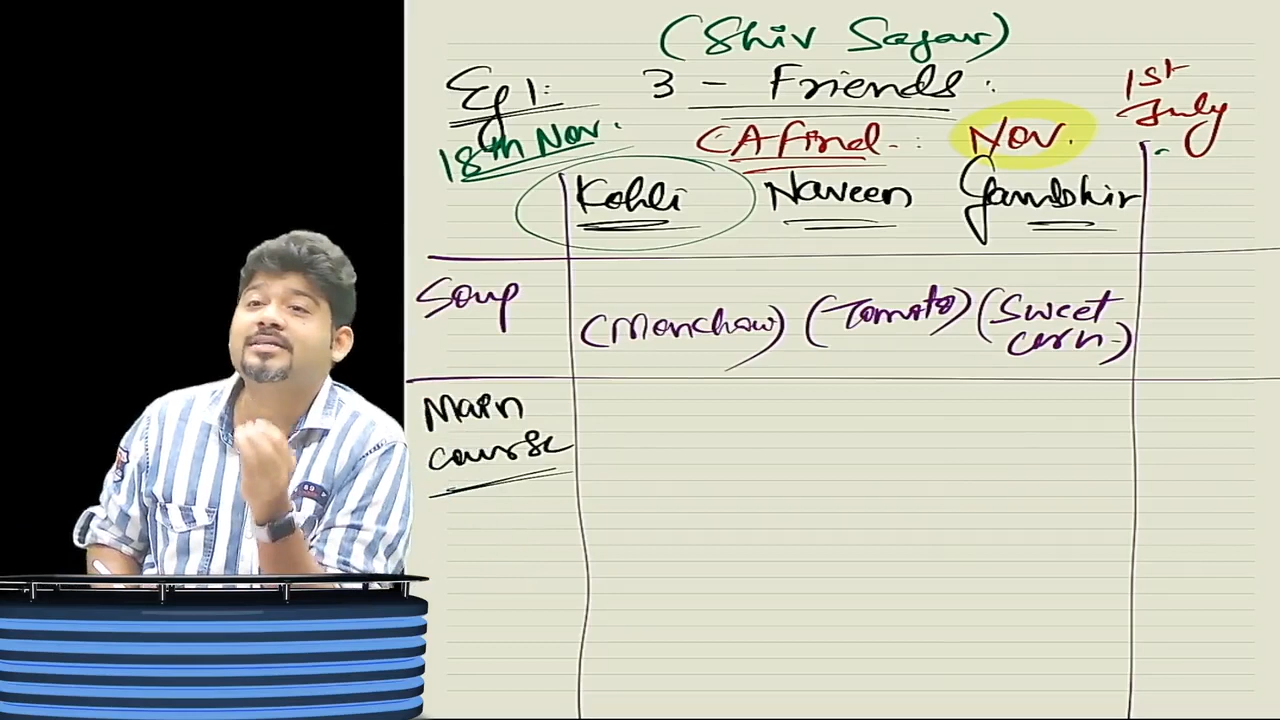 (Shiv Sagar)
Eg 1: 3 - Friends :
1st July
18th Nov. CA final. : Nov.
Kohli Naveen Gambhir
Soup (Manchaw) (Tomato) (Sweet corn)
Main course